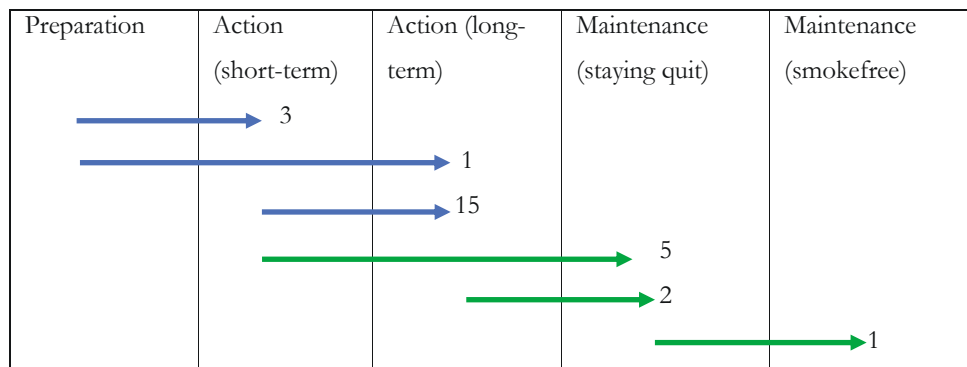 Preparation
Action
(short-term)
Action (long-
term)
Maintenance
(staying quit)
Maintenance
(smokefree)
3
1
15
5
2
1